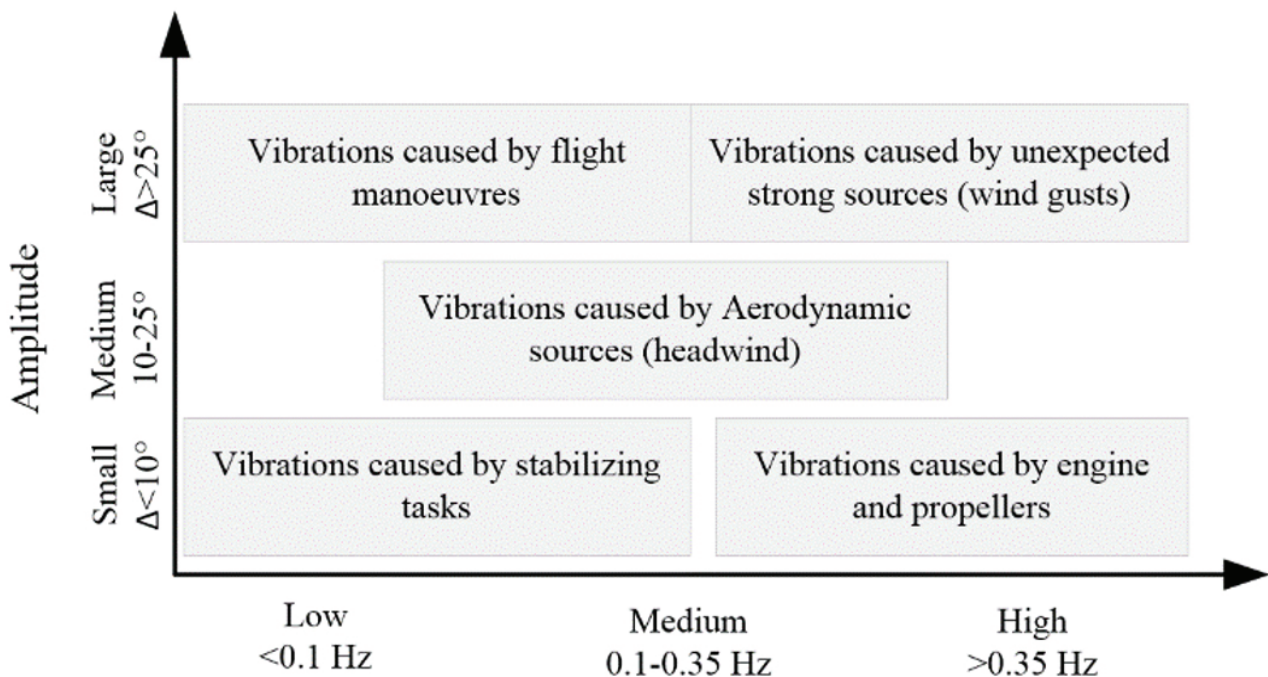 Amplitude
Large
Δ>25°
Medium
10-25°
Small
Δ<10°
Vibrations caused by flight
manoeuvres
Vibrations caused by unexpected
strong sources (wind gusts)
Vibrations caused by Aerodynamic
sources (headwind)
Vibrations caused by stabilizing
tasks
Vibrations caused by engine
and propellers
Low
<0.1 Hz
Medium
0.1-0.35 Hz
High
>0.35 Hz